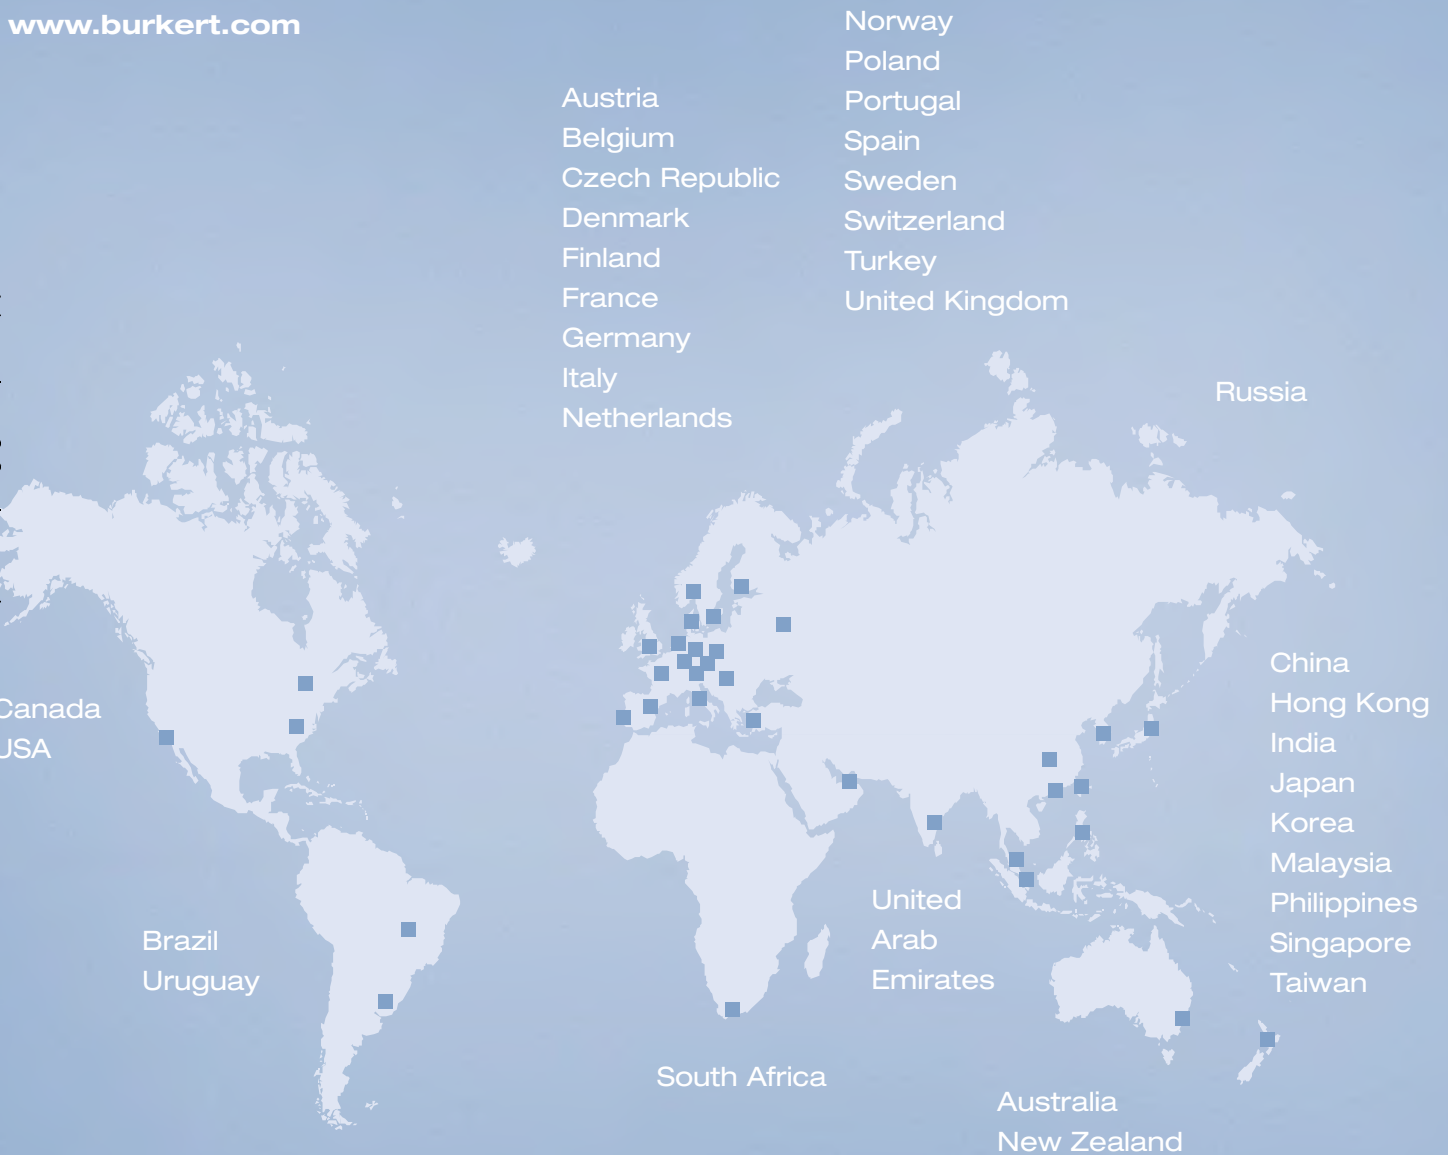 www.burkert.com
Austria
Belgium
Czech Republic
Denmark
Finland
France
Germany
Italy
Netherlands
Norway
Poland
Portugal
Spain
Sweden
Switzerland
Turkey
United Kingdom
Russia
Canada
USA
Brazil
Uruguay
South Africa
United
Arab
Emirates
China
Hong Kong
India
Japan
Korea
Malaysia
Philippines
Singapore
Taiwan
Australia
New Zealand